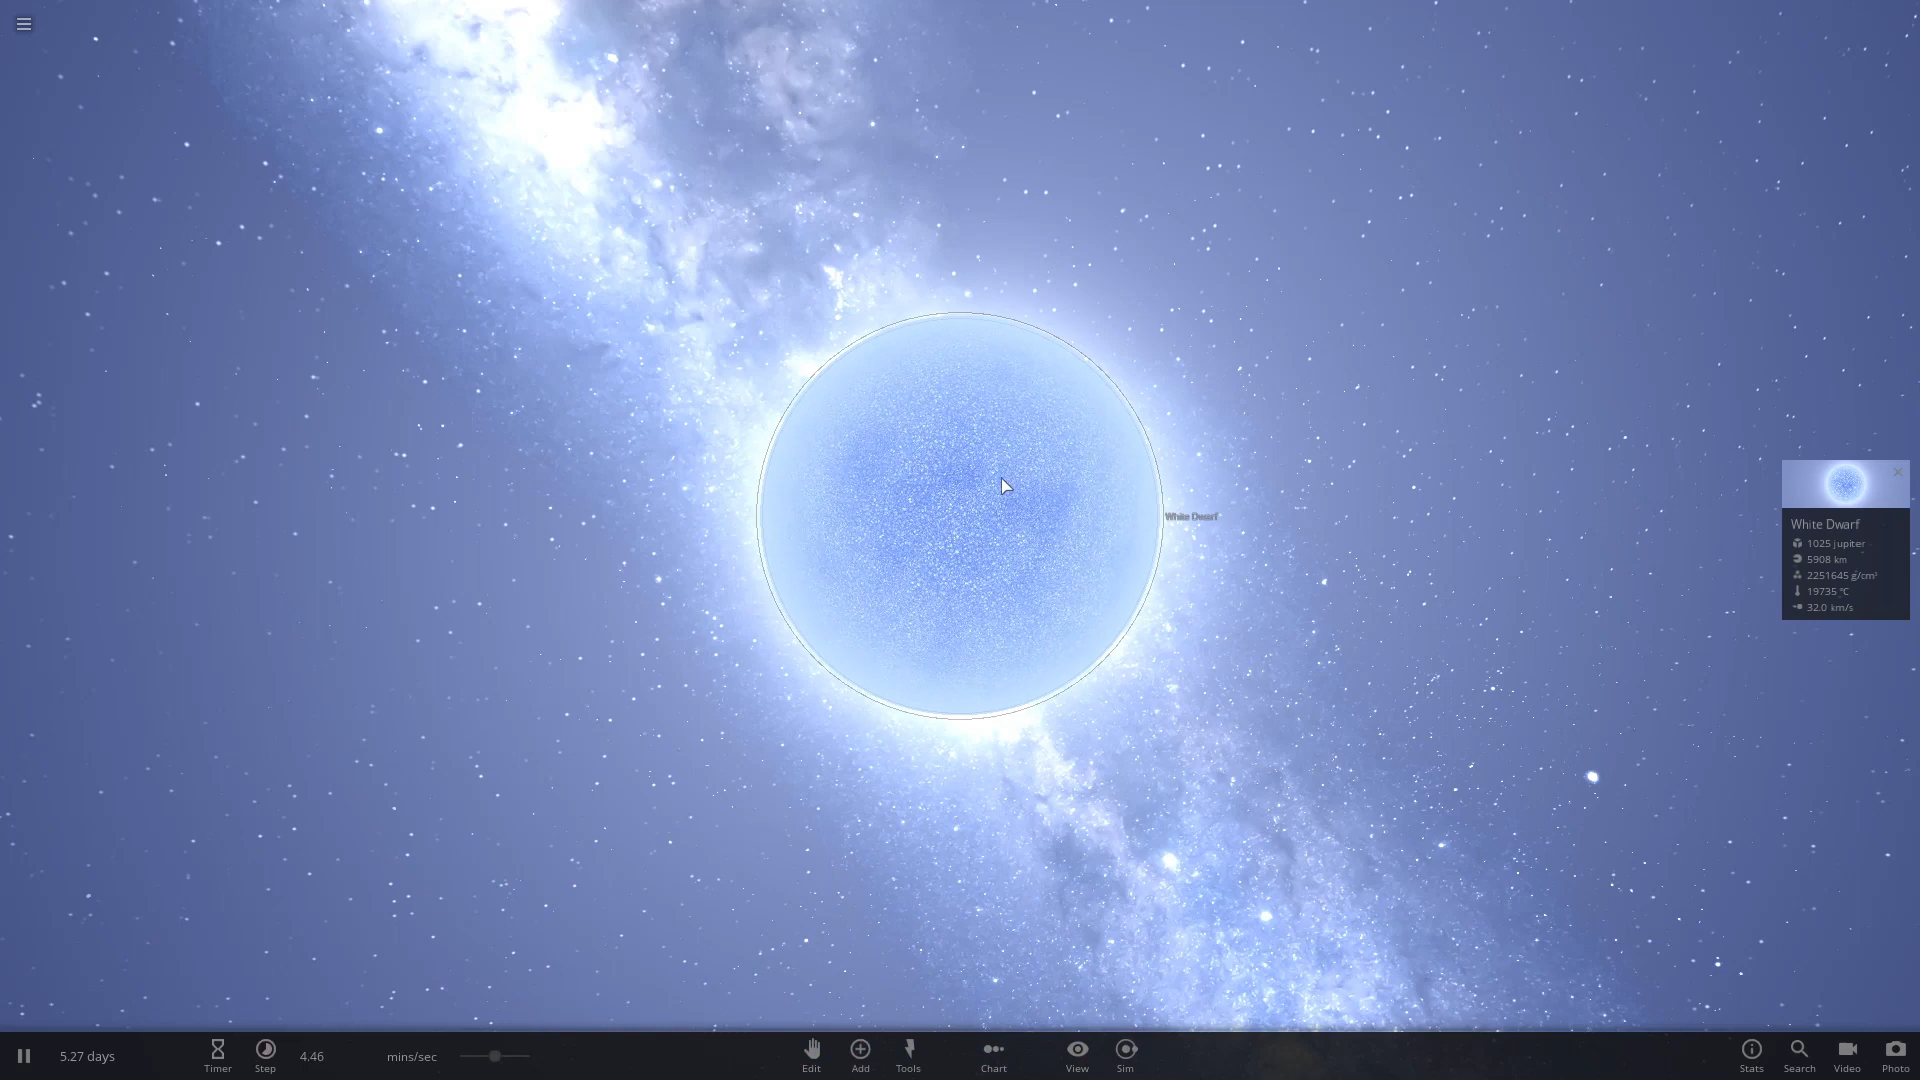 White Dwarf
White Dwarf
1025 jupiter
5908 km
2251645 g/cm³
19735 °C
32.0 km/s
5.27 days
Timer
Step
4.46
mins/sec
Edit
Add
Tools
Chart
View
Sim
Stats
Search
Video
Photo